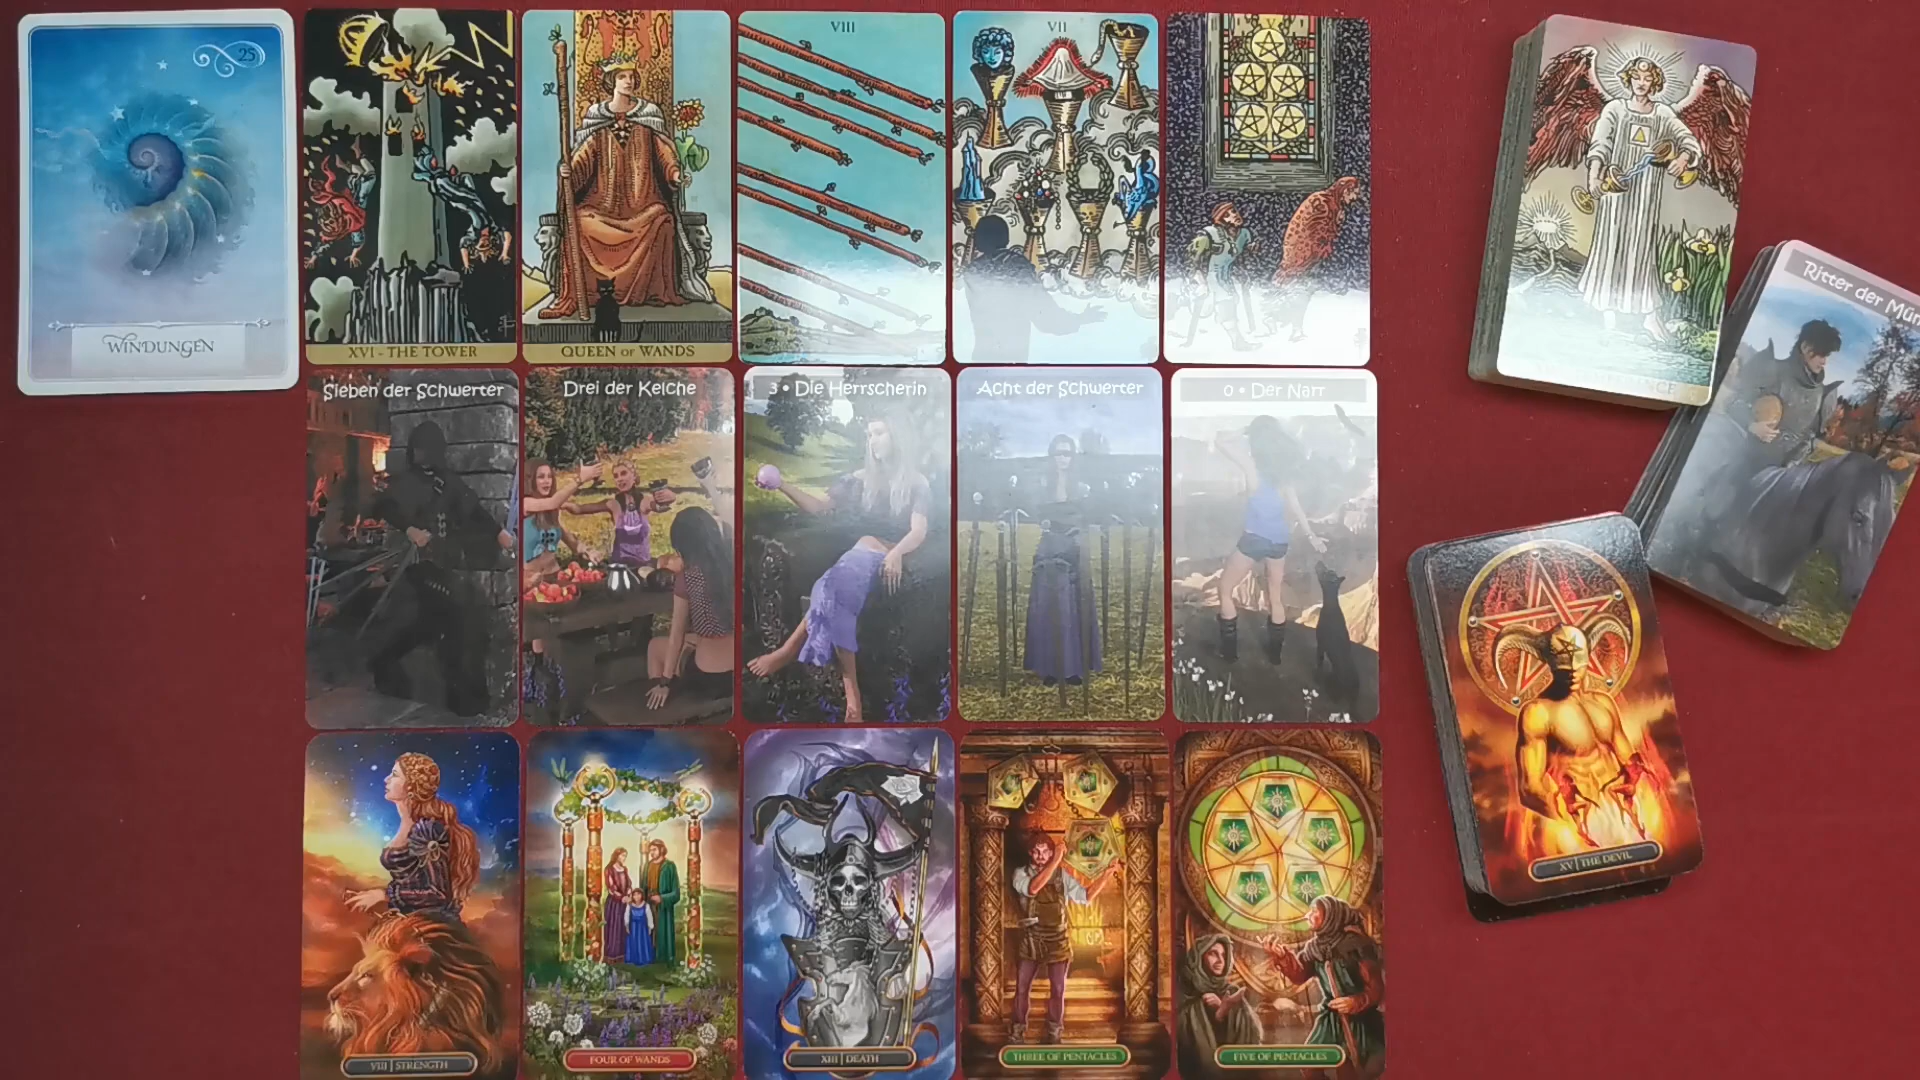 25
WINDUNGEN
XVI - THE TOWER
QUEEN OF WANDS
VIII
VII
V
Sieben der Schwerter
Drei der Kelche
3 • Die Herrscherin
Acht der Schwerter
0 • Der Narr
VIII | STRENGTH
FOUR OF WANDS
XIII | DEATH
THREE OF PENTACLES
FIVE OF PENTACLES
Ritter der Mün
XV | THE DEVIL